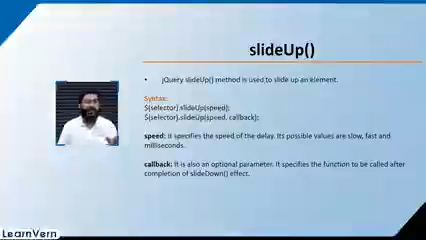 slideUp()
• jQuery slideUp() method is used to slide up an element.
Syntax:
$(selector).slideUp(speed);
$(selector).slideUp(speed, callback);
speed: It specifies the speed of the delay. Its possible values are slow, fast and
milliseconds.
callback: It is also an optional parameter. It specifies the function to be called after
completion of slideDown() effect.
LearnVern